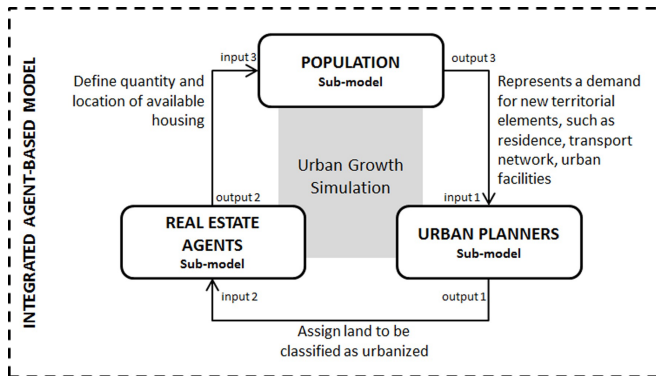 INTEGRATED AGENT-BASED MODEL
input 3
POPULATION
Sub-model
output 3
Define quantity and
location of available
housing
Represents a demand
for new territorial
elements, such as
residence, transport
network, urban
facilities
Urban Growth
Simulation
output 2
input 1
REAL ESTATE
AGENTS
Sub-model
URBAN PLANNERS
Sub-model
input 2
output 1
Assign land to be
classified as urbanized